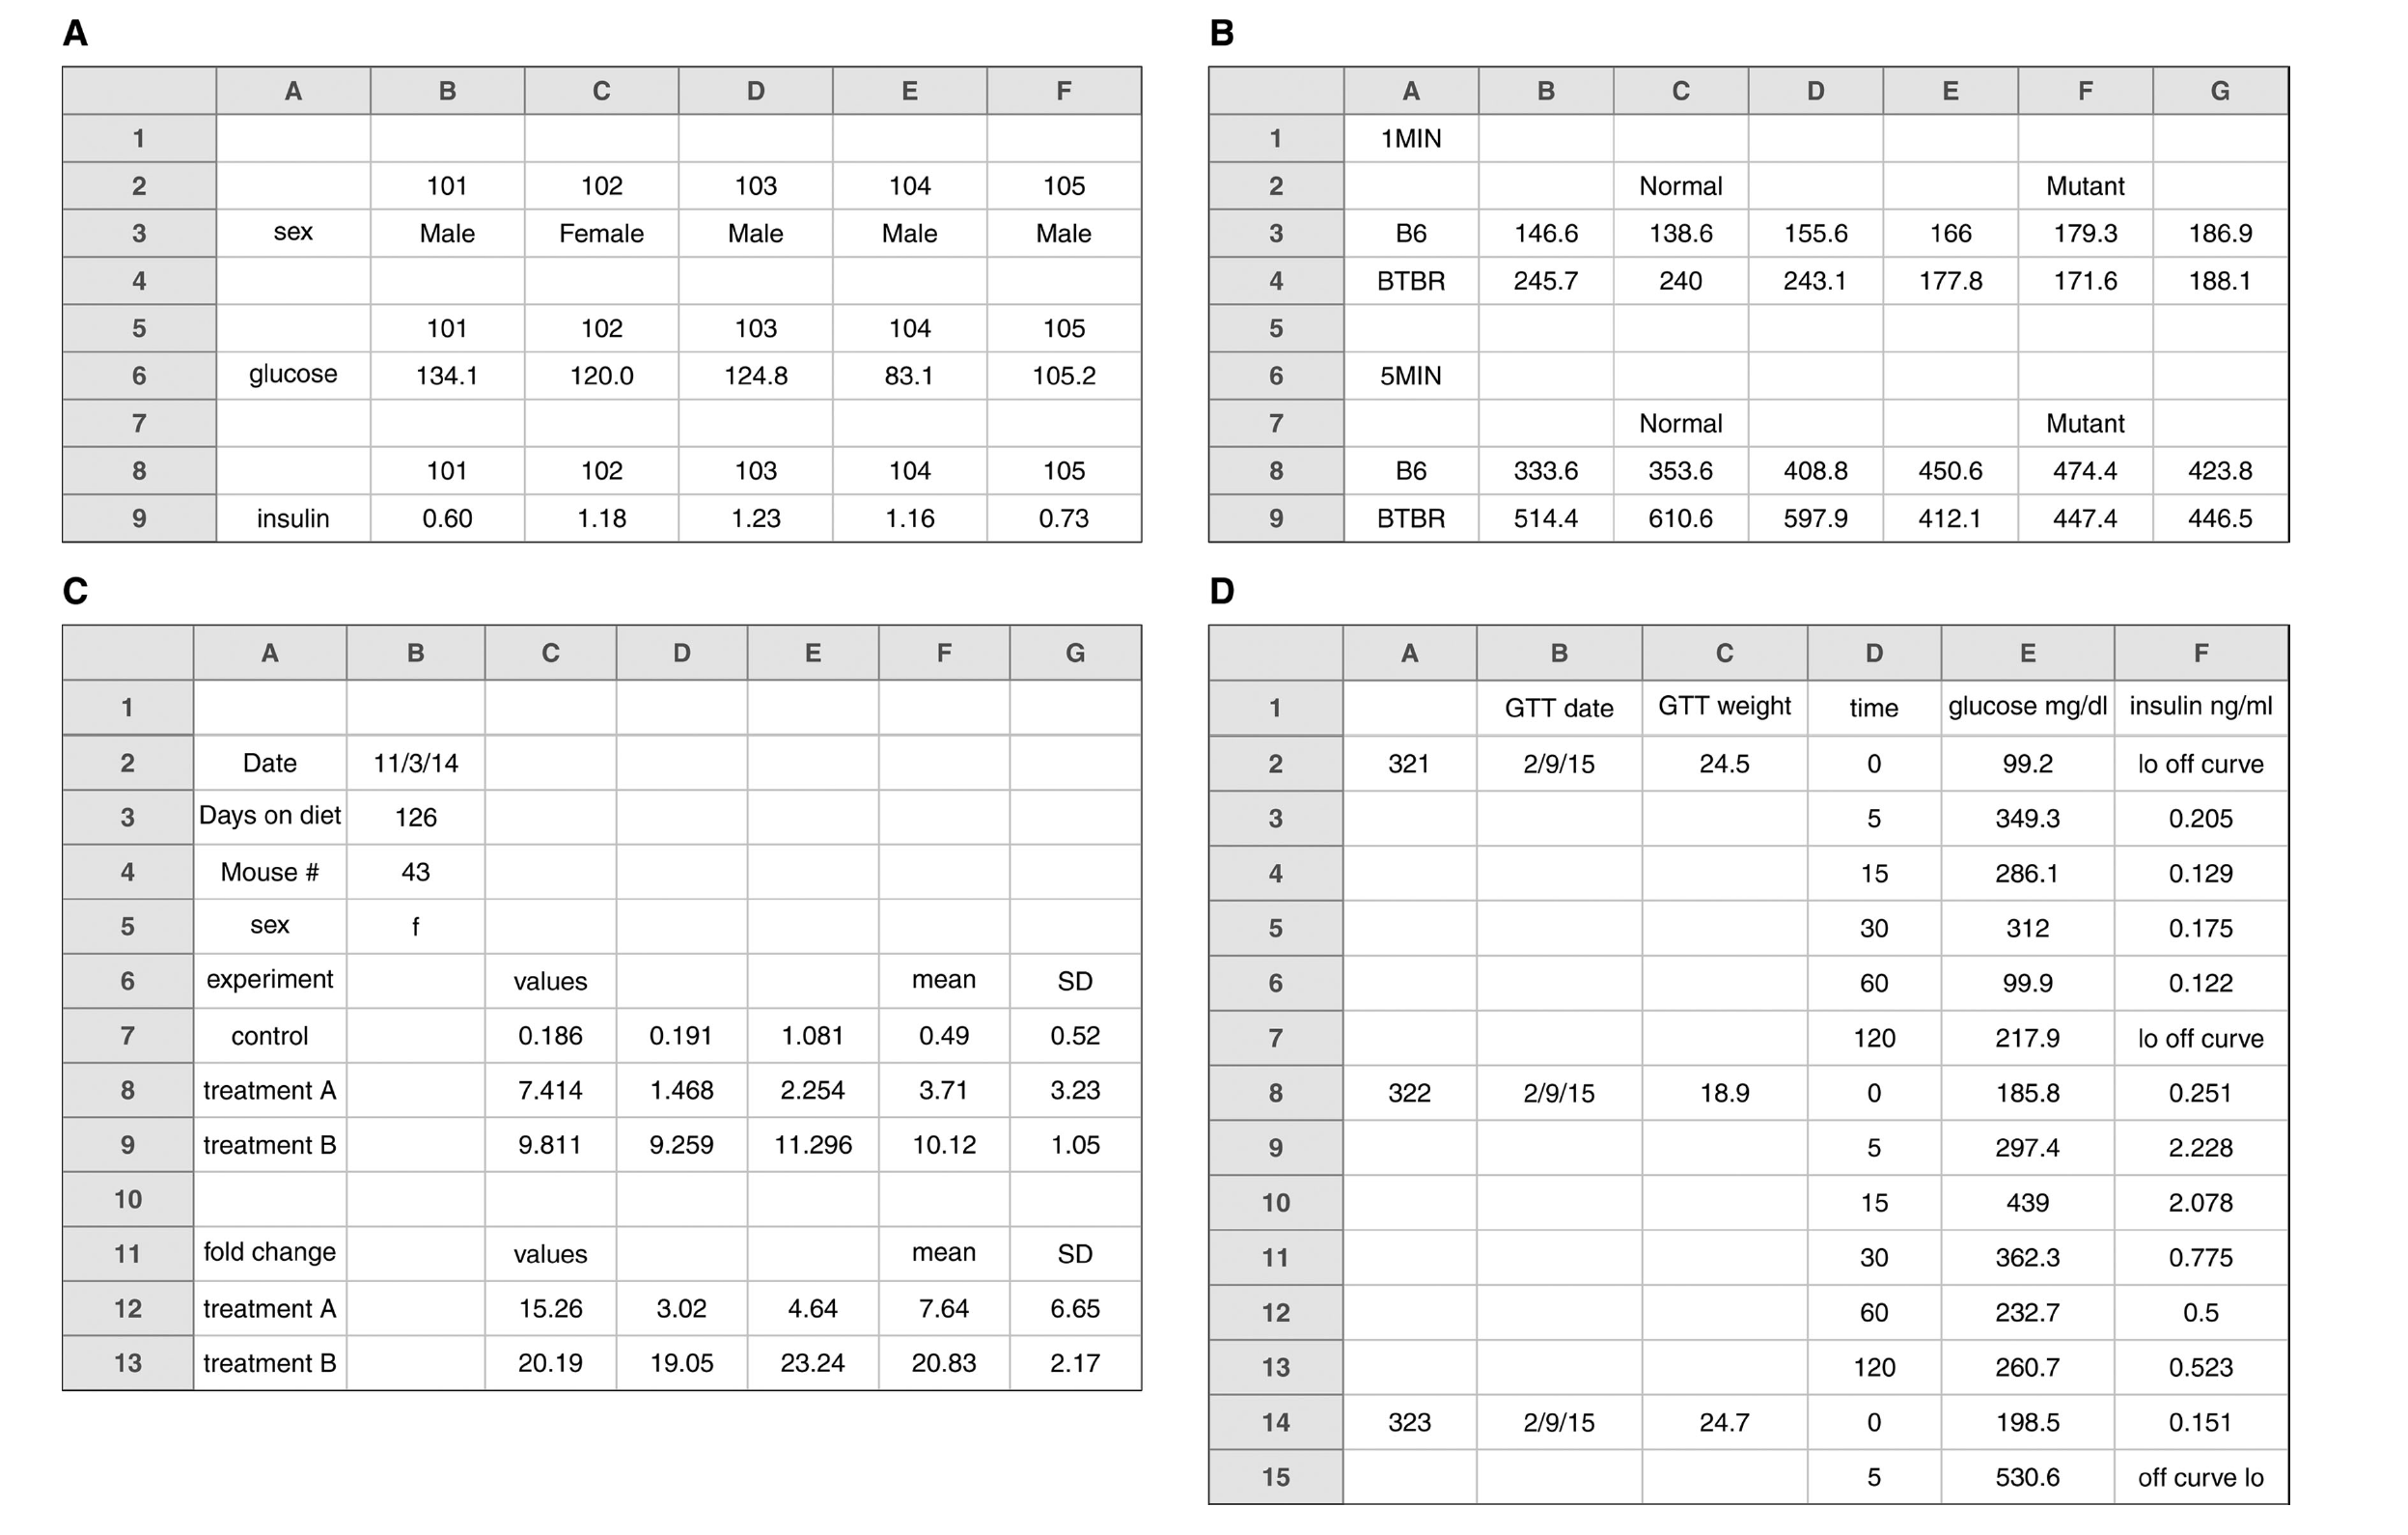 A
A B C D E F
1
2 101 102 103 104 105
3 sex Male Female Male Male Male
4
5 101 102 103 104 105
6 glucose 134.1 120.0 124.8 83.1 105.2
7
8 101 102 103 104 105
9 insulin 0.60 1.18 1.23 1.16 0.73
B
A B C D E F G
1 1MIN
2 Normal Mutant
3 B6 146.6 138.6 155.6 166 179.3 186.9
4 BTBR 245.7 240 243.1 177.8 171.6 188.1
5
6 5MIN
7 Normal Mutant
8 B6 333.6 353.6 408.8 450.6 474.4 423.8
9 BTBR 514.4 610.6 597.9 412.1 447.4 446.5
C
A B C D E F G
1
2 Date 11/3/14
3 Days on diet 126
4 Mouse # 43
5 sex f
6 experiment values mean SD
7 control 0.186 0.191 1.081 0.49 0.52
8 treatment A 7.414 1.468 2.254 3.71 3.23
9 treatment B 9.811 9.259 11.296 10.12 1.05
10
11 fold change values mean SD
12 treatment A 15.26 3.02 4.64 7.64 6.65
13 treatment B 20.19 19.05 23.24 20.83 2.17
D
A B C D E F
1 GTT date GTT weight time glucose mg/dl insulin ng/ml
2 321 2/9/15 24.5 0 99.2 lo off curve
3 5 349.3 0.205
4 15 286.1 0.129
5 30 312 0.175
6 60 99.9 0.122
7 120 217.9 lo off curve
8 322 2/9/15 18.9 0 185.8 0.251
9 5 297.4 2.228
10 15 439 2.078
11 30 362.3 0.775
12 60 232.7 0.5
13 120 260.7 0.523
14 323 2/9/15 24.7 0 198.5 0.151
15 5 530.6 off curve lo